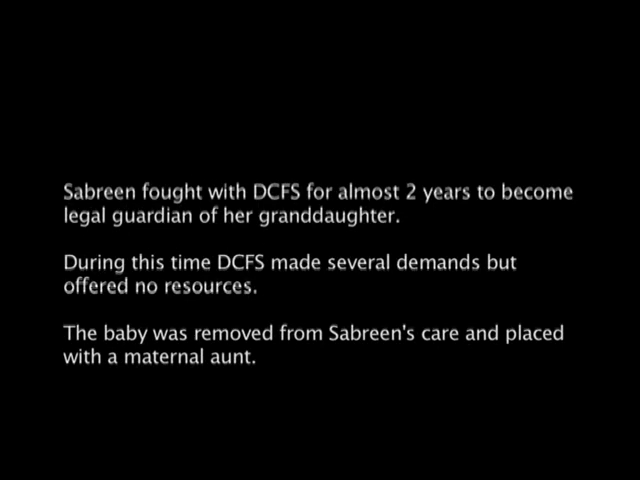 Sabreen fought with DCFS for almost 2 years to become
legal guardian of her granddaughter.
During this time DCFS made several demands but
offered no resources.
The baby was removed from Sabreen's care and placed
with a maternal aunt.